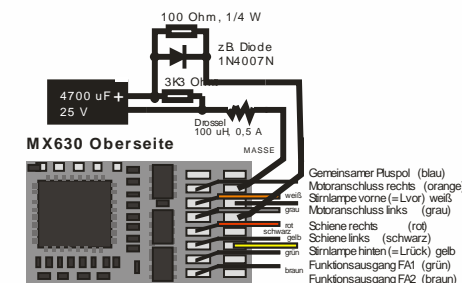 100 Ohm, 1/4 W
z.B. Diode
1N4007N
3K3 Ohm
4700 uF +
25 V
Drossel
100 uH, 0,5 A
MX630 Oberseite
MASSE
Gemeinsamer Pluspol (blau)
Motoranschluss rechts (orange)
weiß Stirnlampe vorne (= Lvor) weiß
grau Motoranschluss links (grau)
rot Schiene rechts (rot)
schwarz
gelb Schiene links (schwarz)
grün Stirnlampe hinten (= Lrück) gelb
Funktionsausgang FA1 (grün)
braun Funktionsausgang FA2 (braun)